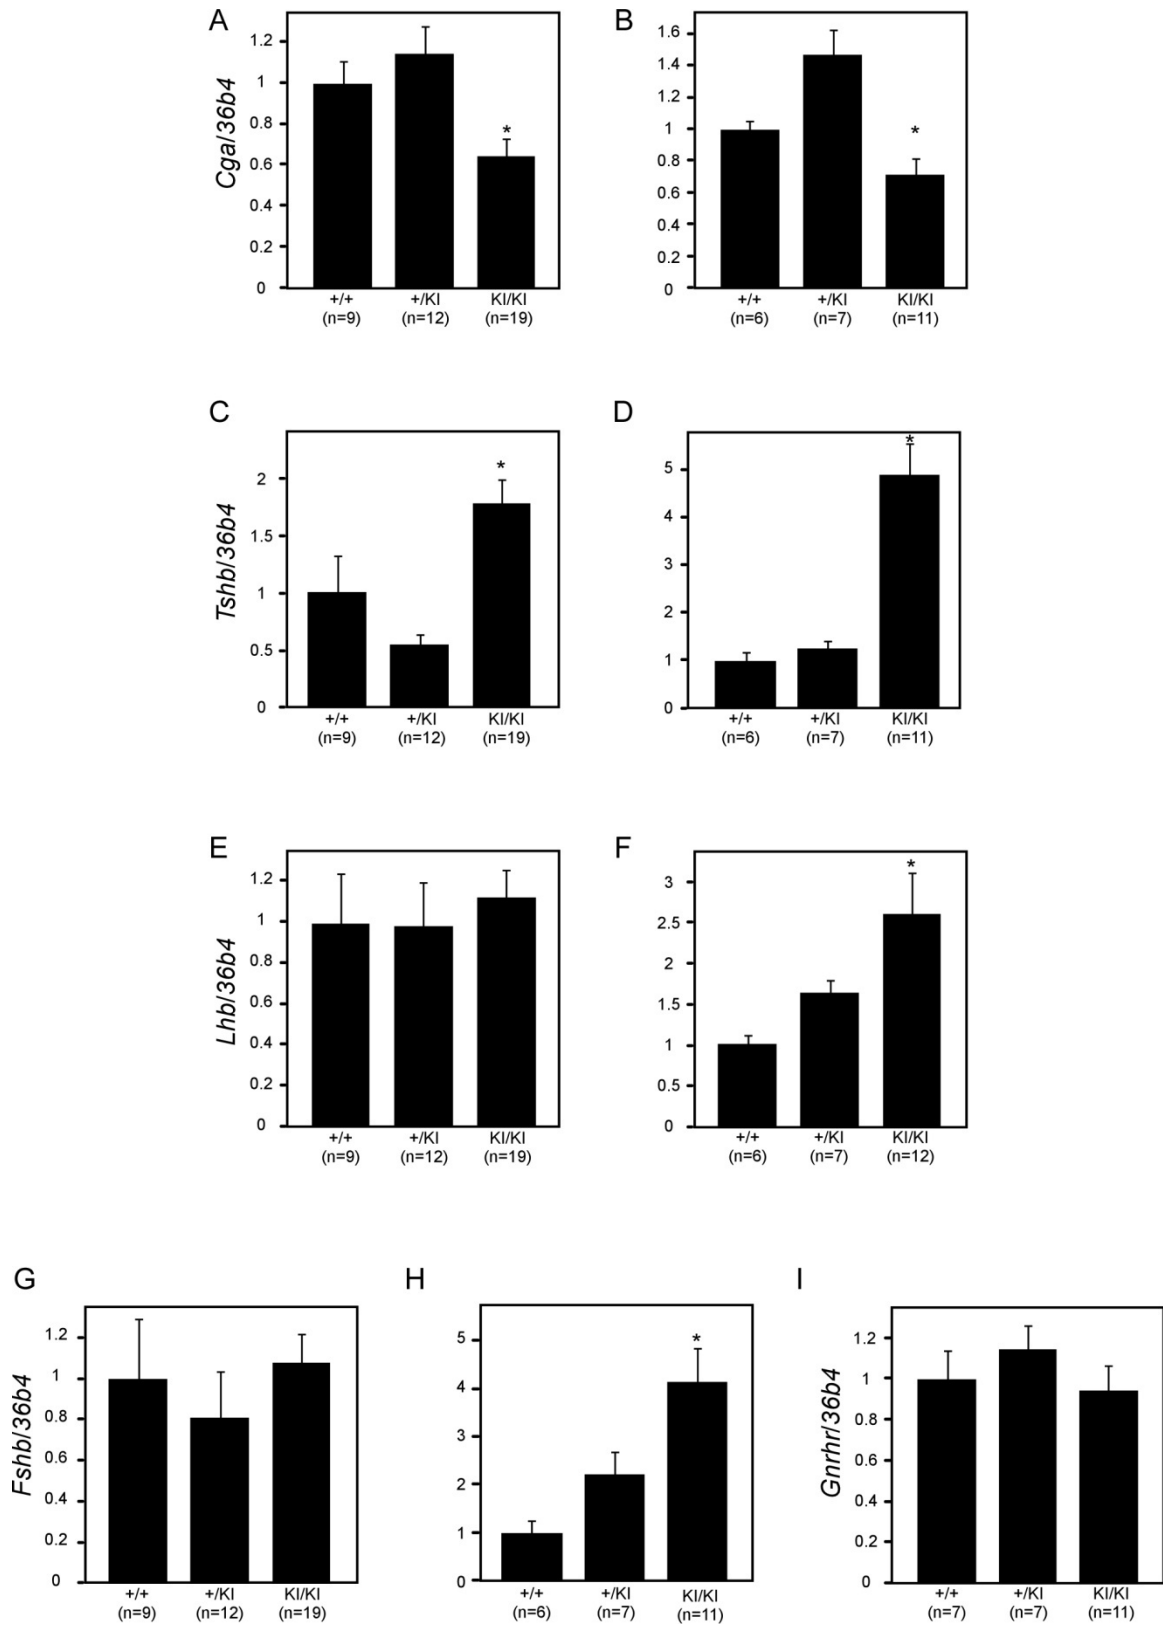 A
Cga/36b4
1.2
1
0.8
0.6
0.4
0.2
0
*
+/+
(n=9)
+/KI
(n=12)
KI/KI
(n=19)
B
1.6
1.4
1.2
1
0.8
0.6
0.4
0.2
0
*
+/+
(n=6)
+/KI
(n=7)
KI/KI
(n=11)
C
Tshb/36b4
2
1.5
1
0.5
0
*
+/+
(n=9)
+/KI
(n=12)
KI/KI
(n=19)
D
5
4
3
2
1
0
*
+/+
(n=6)
+/KI
(n=7)
KI/KI
(n=11)
E
Lhb/36b4
1.2
1
0.8
0.6
0.4
0.2
0
+/+
(n=9)
+/KI
(n=12)
KI/KI
(n=19)
F
3
2.5
2
1.5
1
0.5
0
*
+/+
(n=6)
+/KI
(n=7)
KI/KI
(n=12)
G
Fshb/36b4
1.2
1
0.8
0.6
0.4
0.2
0
+/+
(n=9)
+/KI
(n=12)
KI/KI
(n=19)
H
5
4
3
2
1
0
*
+/+
(n=6)
+/KI
(n=7)
KI/KI
(n=11)
I
Gnrhr/36b4
1.2
1
0.8
0.6
0.4
0.2
0
+/+
(n=7)
+/KI
(n=7)
KI/KI
(n=11)